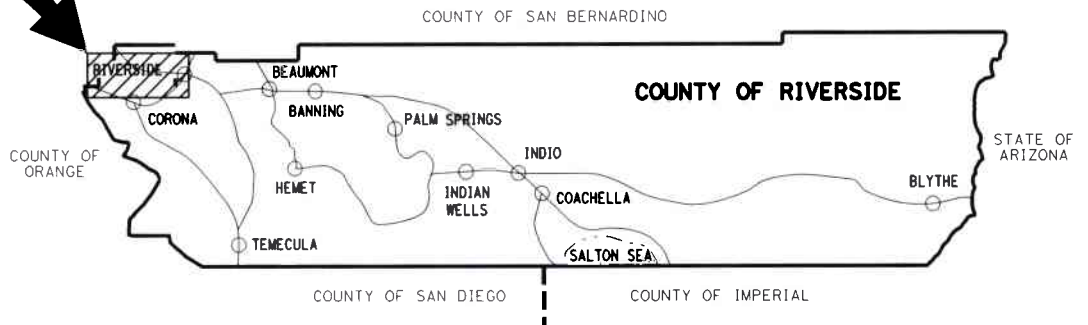 COUNTY OF SAN BERNARDINO
RIVERSIDE
BEAUMONT
BANNING
COUNTY OF RIVERSIDE
CORONA
PALM SPRINGS
COUNTY OF
ORANGE
STATE OF
ARIZONA
INDIO
HEMET
INDIAN
WELLS
COACHELLA
BLYTHE
TEMECULA
SALTON SEA
COUNTY OF SAN DIEGO
COUNTY OF IMPERIAL